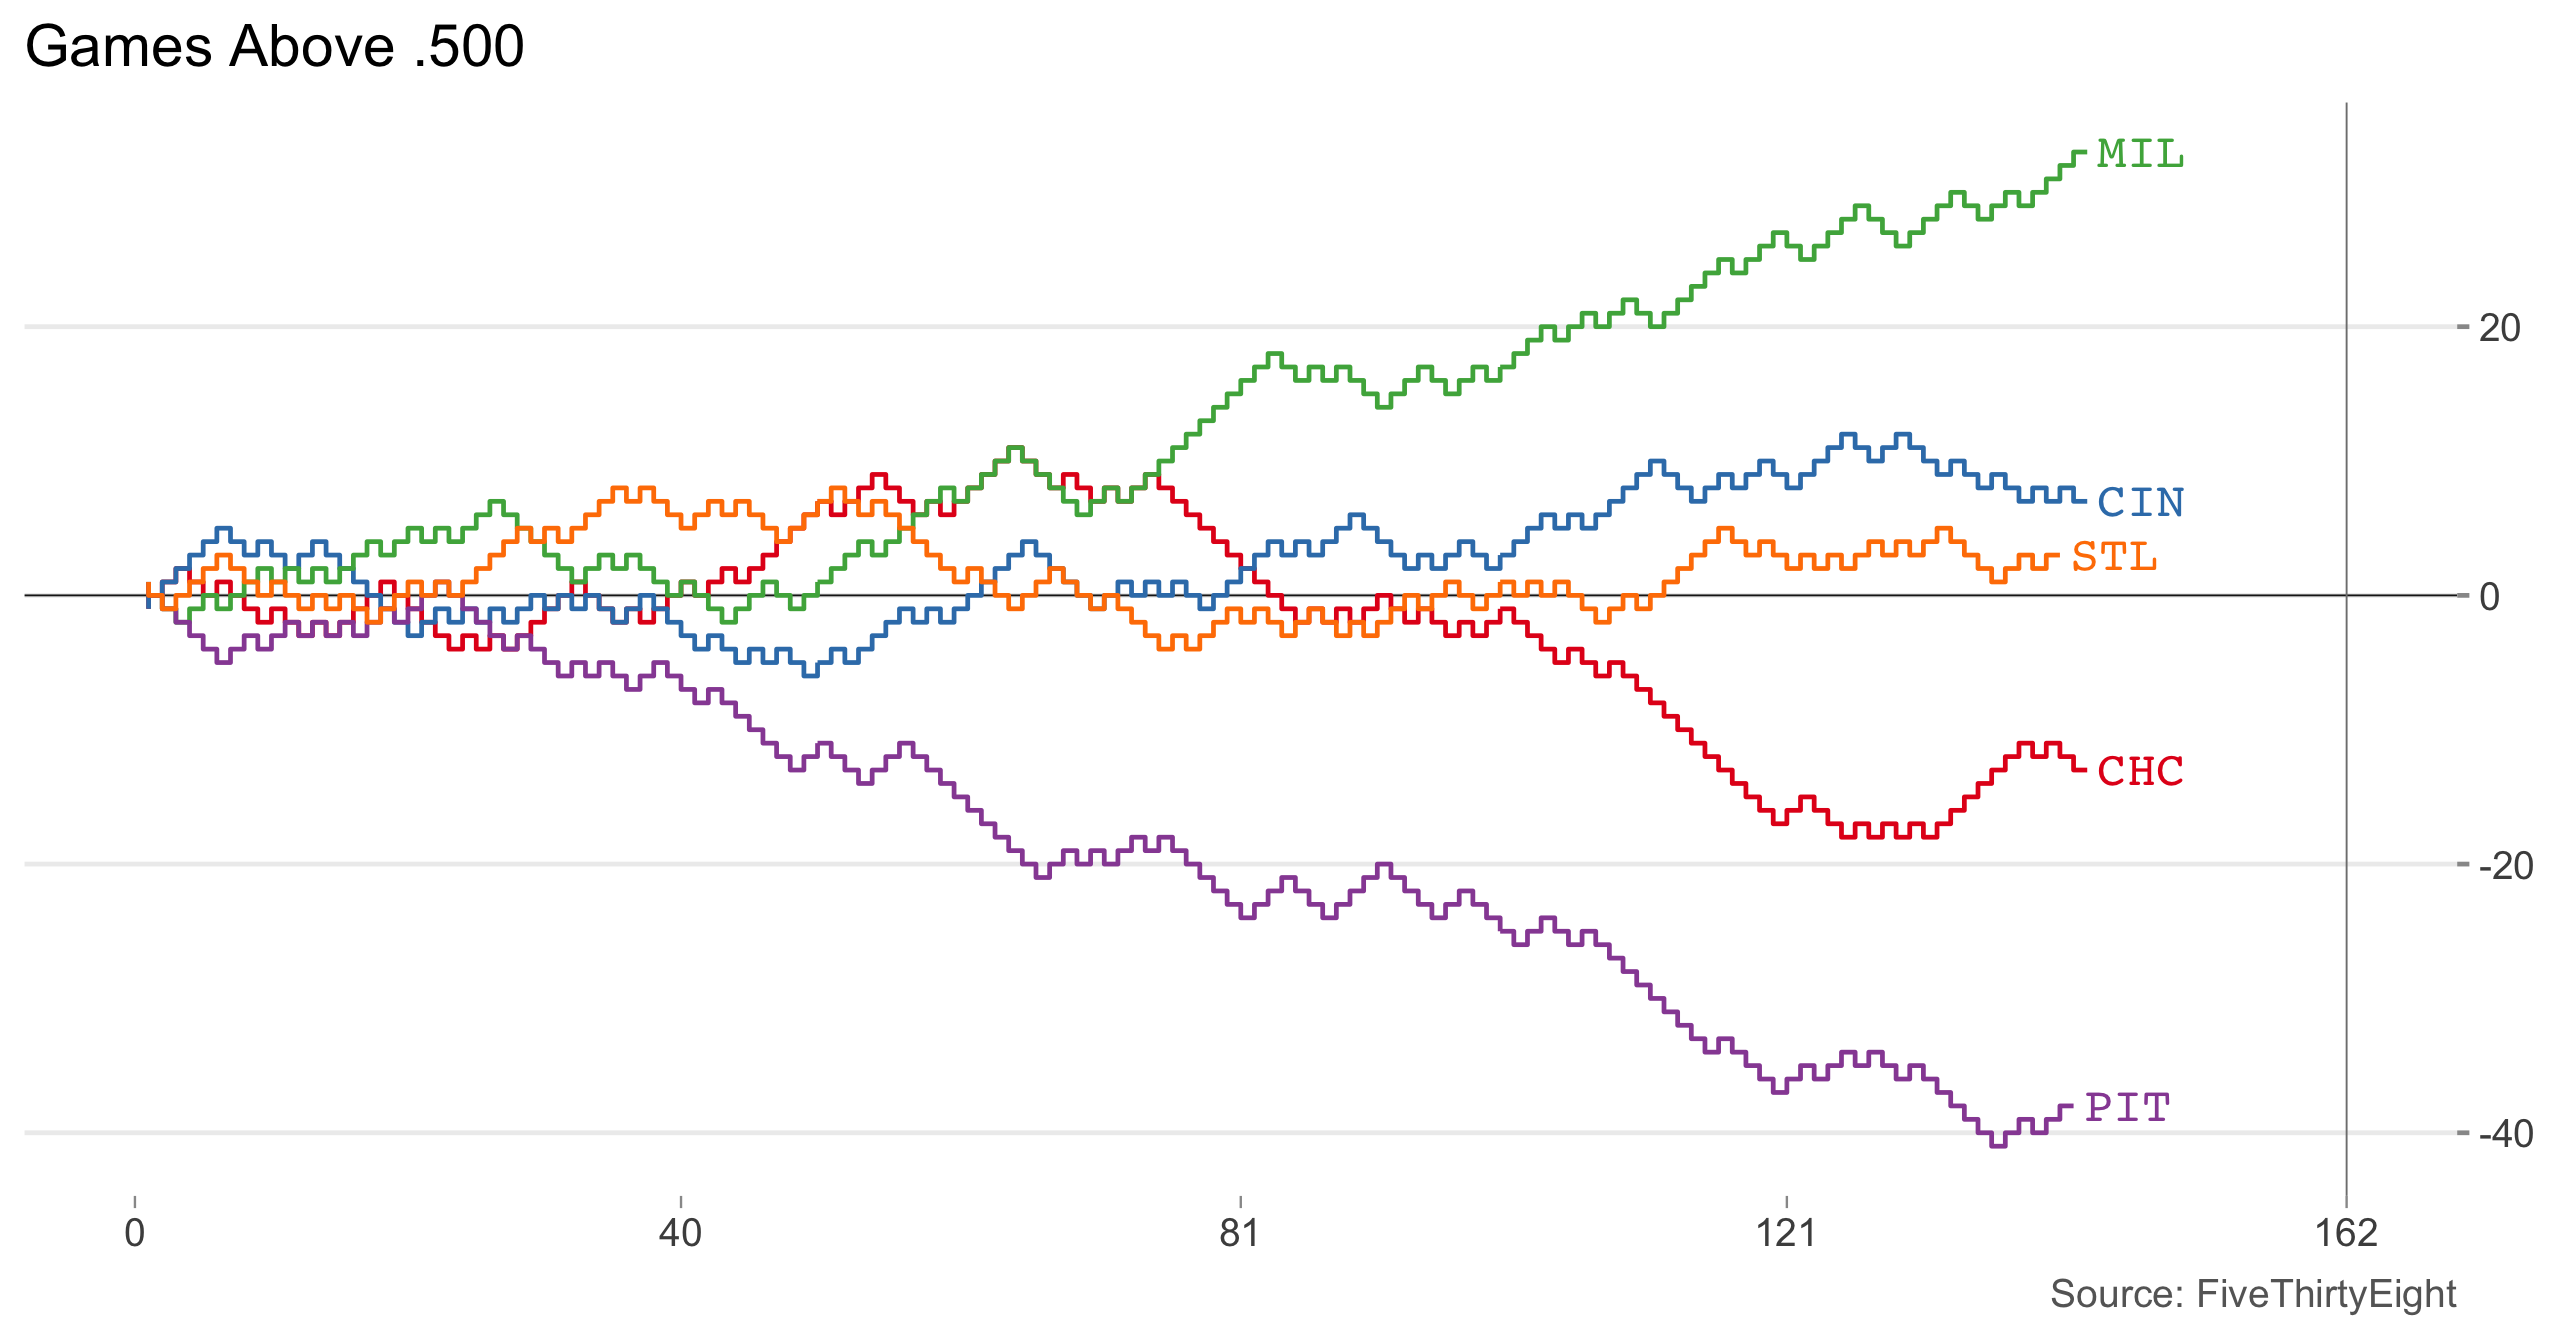 Games Above .500
MIL
20
CIN
STL
0
CHC
-20
PIT
-40
0 40 81 121 162
Source: FiveThirtyEight